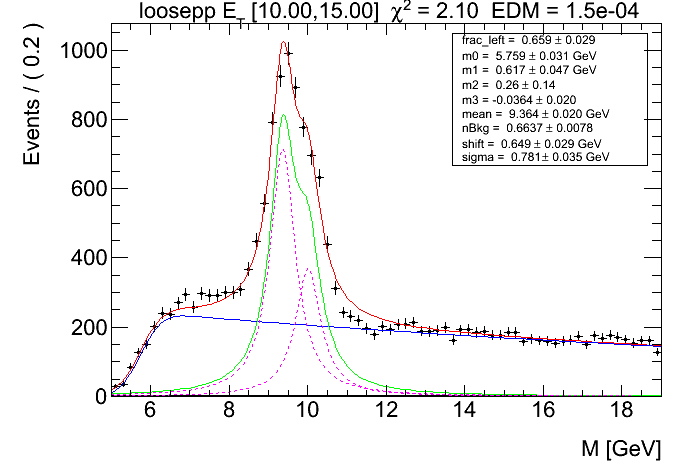 loosepp E_T [10.00,15.00] χ² = 2.10 EDM = 1.5e-04
Events / ( 0.2 )
1000
800
600
400
200
0
frac_left = 0.659 ± 0.029
m0 = 5.759 ± 0.031 GeV
m1 = 0.617 ± 0.047 GeV
m2 = 0.26 ± 0.14
m3 = -0.0364 ± 0.020
mean = 9.364 ± 0.020 GeV
nBkg = 0.6637 ± 0.0078
shift = 0.649 ± 0.029 GeV
sigma = 0.781± 0.035 GeV
6 8 10 12 14 16 18
M [GeV]